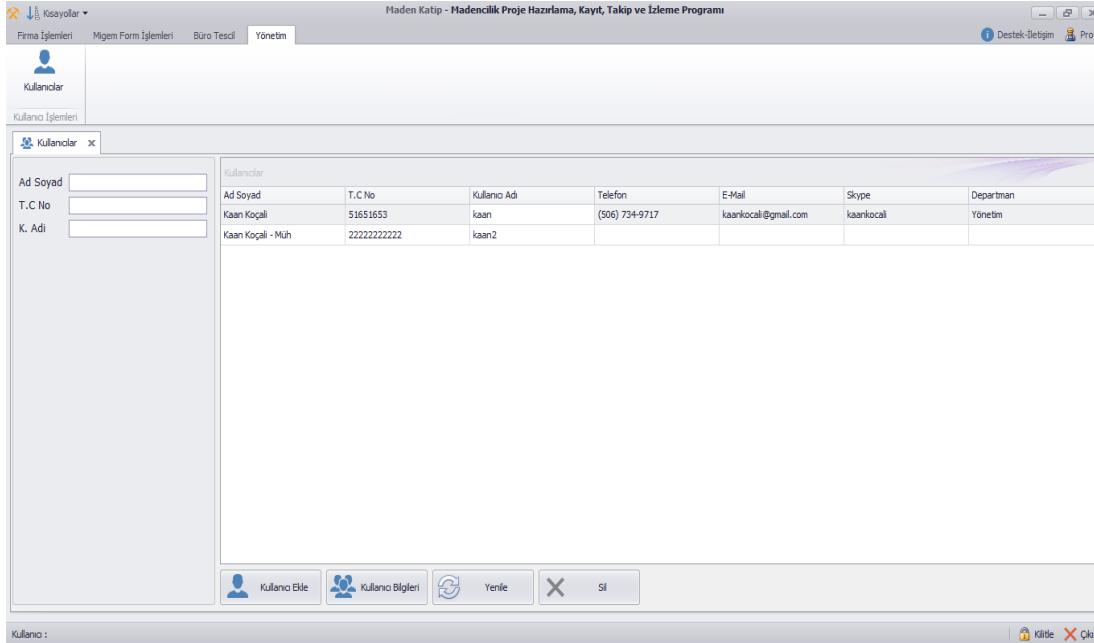 Kısayollar
Maden Katip - Madencilik Proje Hazırlama, Kayıt, Takip ve İzleme Programı
Firma İşlemleri Migem Form İşlemleri Büro Tescil Yönetim Destek-İletişim Pro
Kullanıcılar
Kullanıcı İşlemleri
Kullanıcılar
Ad Soyad
T.C No
K. Adi
Kullanıcılar
Ad Soyad T.C No Kullanıcı Adı Telefon E-Mail Skype Departman
Kaan Koçali 51651653 kaan (506) 734-9717 kaankocali@gmail.com kaankocali Yönetim
Kaan Koçali - Müh 22222222222 kaan2
Kullanıcı Ekle Kullanıcı Bilgileri Yenile Sil
Kullanıcı : Kilitle Çıkı